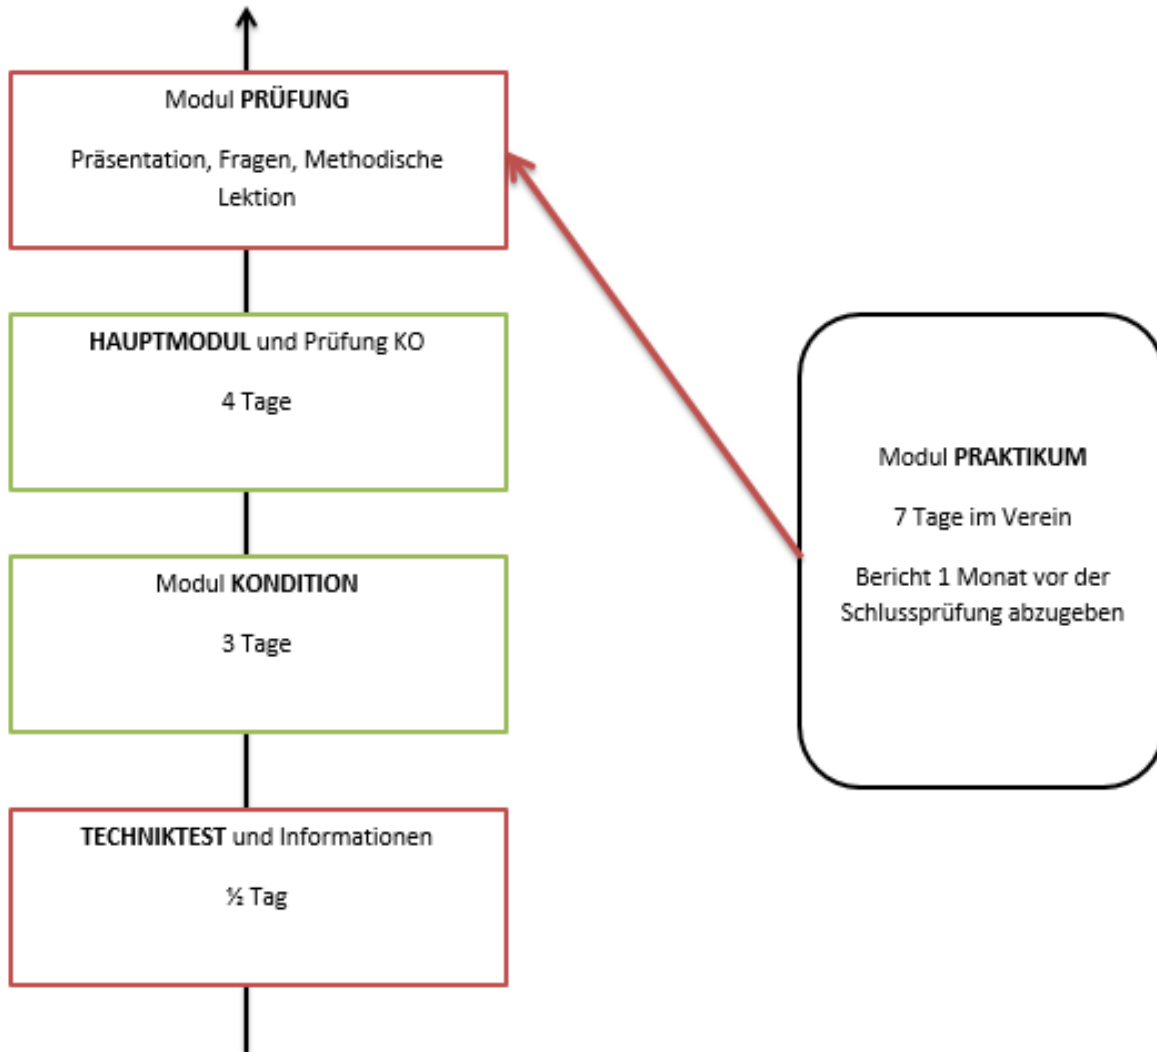 Modul PRÜFUNG
Präsentation, Fragen, Methodische
Lektion
HAUPTMODUL und Prüfung KO
4 Tage
Modul KONDITION
3 Tage
TECHNIKTEST und Informationen
½ Tag
Modul PRAKTIKUM
7 Tage im Verein
Bericht 1 Monat vor der
Schlussprüfung abzugeben